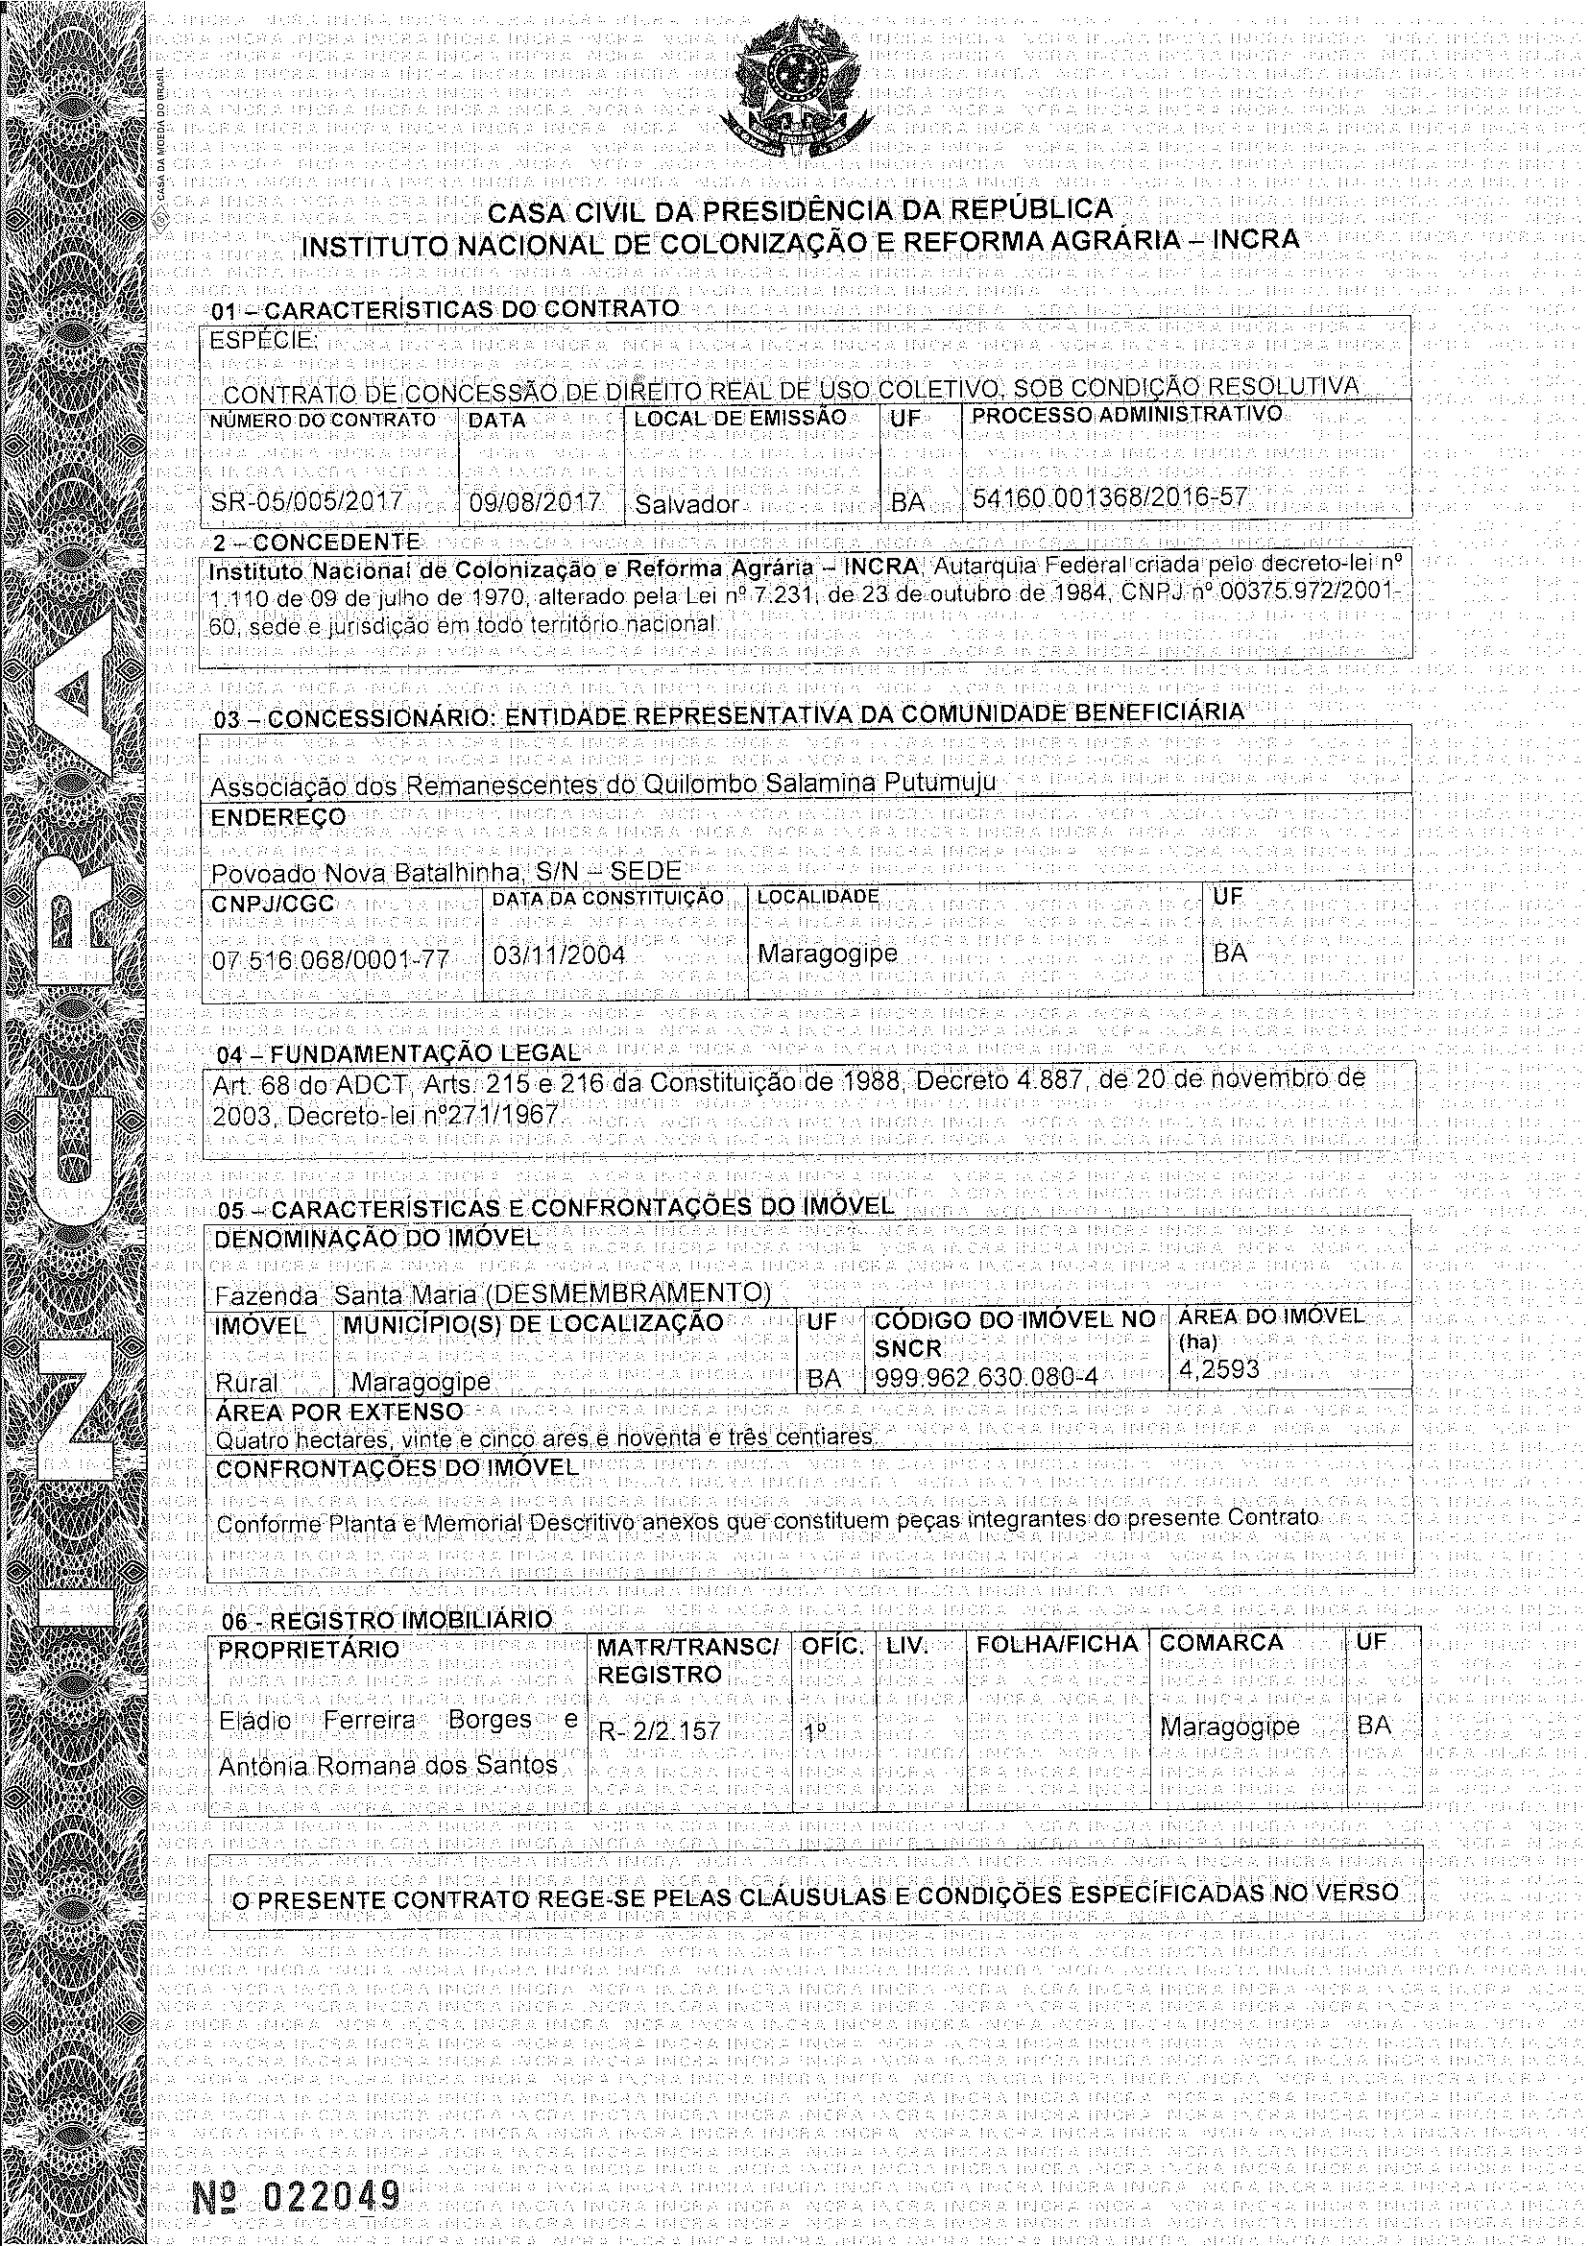 CASA DA MOEDA DO BRASIL
CASA CIVIL DA PRESIDÊNCIA DA REPÚBLICA
INSTITUTO NACIONAL DE COLONIZAÇÃO E REFORMA AGRÁRIA – INCRA
01 – CARACTERÍSTICAS DO CONTRATO
ESPÉCIE:
CONTRATO DE CONCESSÃO DE DIREITO REAL DE USO COLETIVO, SOB CONDIÇÃO RESOLUTIVA
NÚMERO DO CONTRATO DATA LOCAL DE EMISSÃO UF PROCESSO ADMINISTRATIVO
SR-05/005/2017 09/08/2017 Salvador BA 54160.001368/2016-57
2 – CONCEDENTE
Instituto Nacional de Colonização e Reforma Agrária – INCRA, Autarquia Federal criada pelo decreto-lei nº
1.110 de 09 de julho de 1970, alterado pela Lei nº 7.231, de 23 de outubro de 1984, CNPJ nº 00375.972/2001-
60, sede e jurisdição em todo território nacional.
03 – CONCESSIONÁRIO: ENTIDADE REPRESENTATIVA DA COMUNIDADE BENEFICIÁRIA
Associação dos Remanescentes do Quilombo Salamina Putumuju
ENDEREÇO
Povoado Nova Batalhinha, S/N – SEDE
CNPJ/CGC DATA DA CONSTITUIÇÃO LOCALIDADE UF
07.516.068/0001-77 03/11/2004 Maragogipe BA
04 – FUNDAMENTAÇÃO LEGAL
Art. 68 do ADCT, Arts. 215 e 216 da Constituição de 1988, Decreto 4.887, de 20 de novembro de
2003, Decreto-lei nº271/1967
05 – CARACTERÍSTICAS E CONFRONTAÇÕES DO IMÓVEL
DENOMINAÇÃO DO IMÓVEL
Fazenda Santa Maria (DESMEMBRAMENTO)
IMÓVEL MUNICÍPIO(S) DE LOCALIZAÇÃO UF CÓDIGO DO IMÓVEL NO ÁREA DO IMÓVEL
SNCR (ha)
Rural Maragogipe BA 999.962.630.080-4 4,2593
ÁREA POR EXTENSO
Quatro hectares, vinte e cinco ares e noventa e três centiares.
CONFRONTAÇÕES DO IMÓVEL
Conforme Planta e Memorial Descritivo anexos que constituem peças integrantes do presente Contrato
06 - REGISTRO IMOBILIÁRIO
PROPRIETÁRIO MATR/TRANSC/ OFÍC. LIV. FOLHA/FICHA COMARCA UF
REGISTRO
Eládio Ferreira Borges e R- 2/2.157 1º Maragogipe BA
Antônia Romana dos Santos
O PRESENTE CONTRATO REGE-SE PELAS CLÁUSULAS E CONDIÇÕES ESPECÍFICADAS NO VERSO
Nº 022049
INCRA